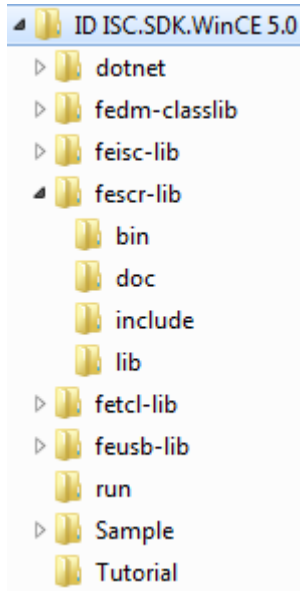 ID ISC.SDK.WinCE 5.0
dotnet
fedm-classlib
feisc-lib
fescr-lib
bin
doc
include
lib
fetcl-lib
feusb-lib
run
Sample
Tutorial